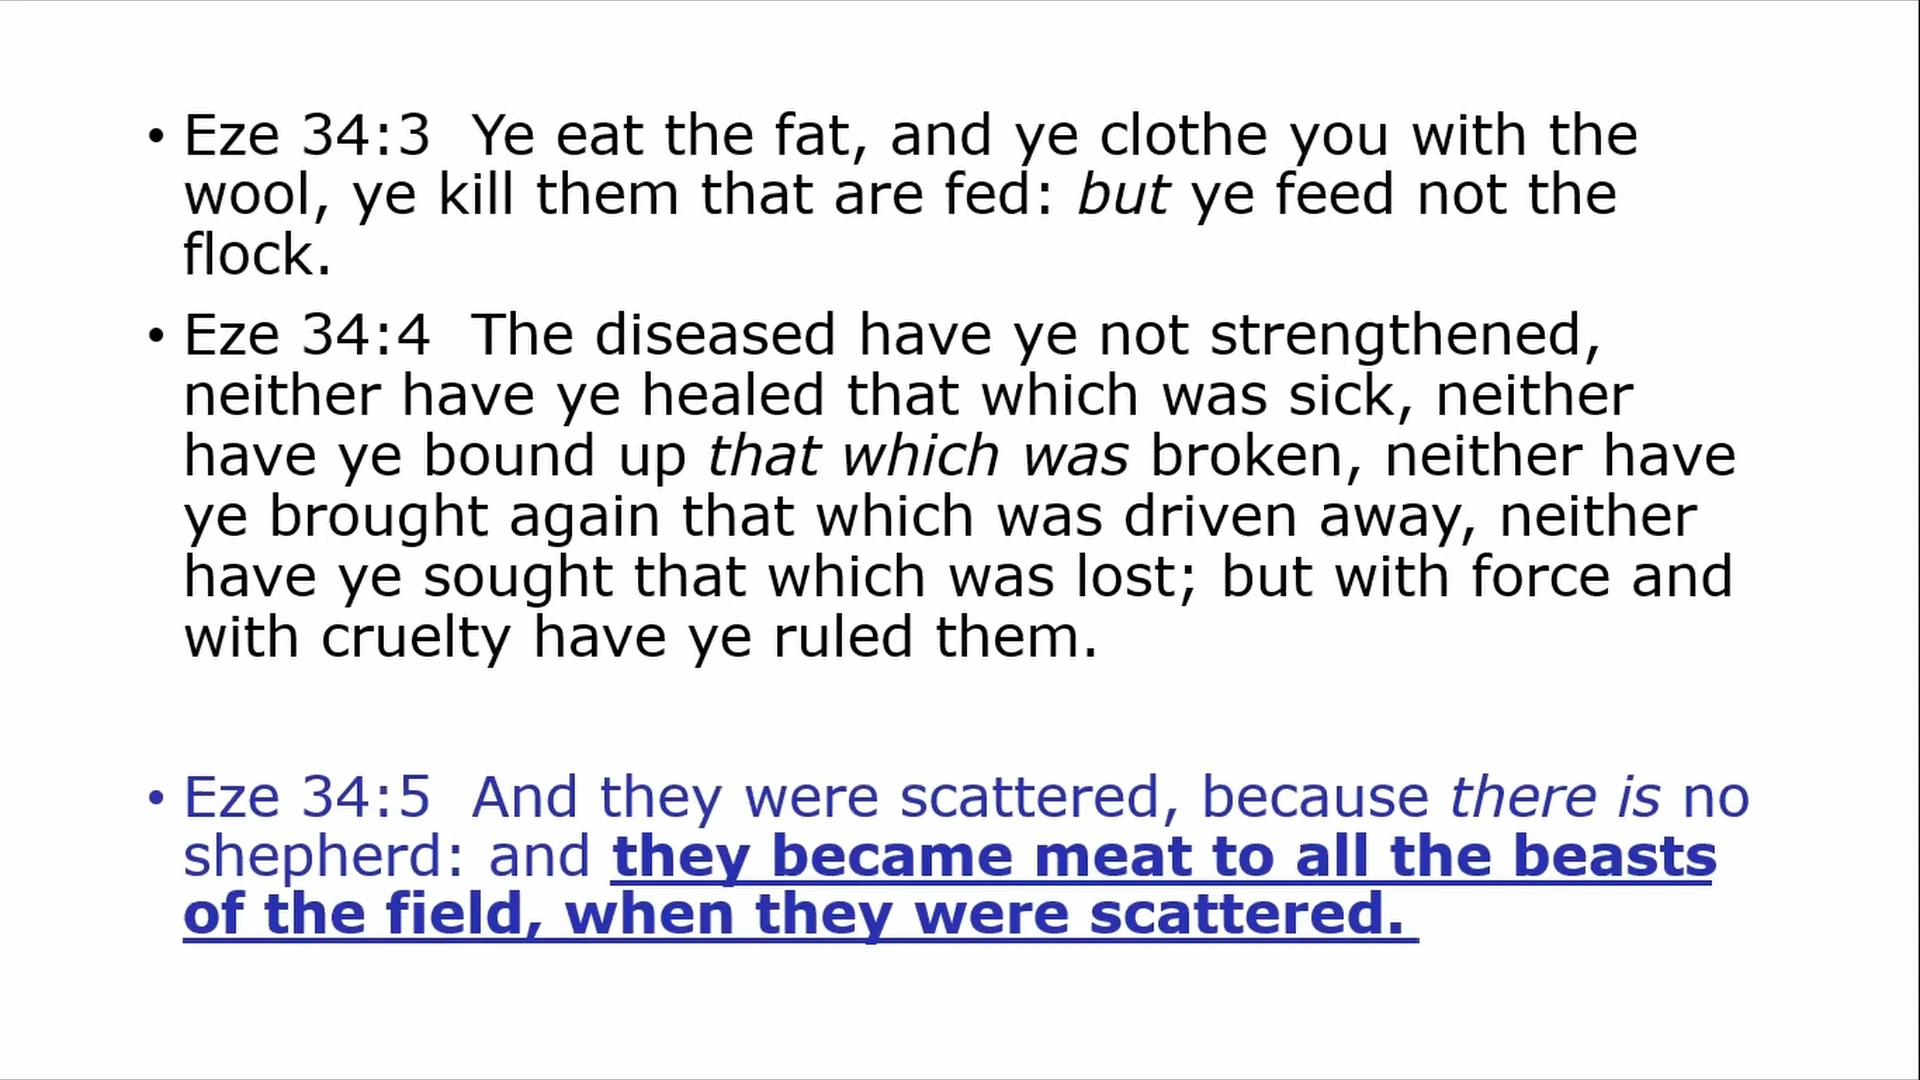 • Eze 34:3  Ye eat the fat, and ye clothe you with the
wool, ye kill them that are fed: but ye feed not the
flock.
• Eze 34:4  The diseased have ye not strengthened,
neither have ye healed that which was sick, neither
have ye bound up that which was broken, neither have
ye brought again that which was driven away, neither
have ye sought that which was lost; but with force and
with cruelty have ye ruled them.
• Eze 34:5  And they were scattered, because there is no
shepherd: and they became meat to all the beasts
of the field, when they were scattered.